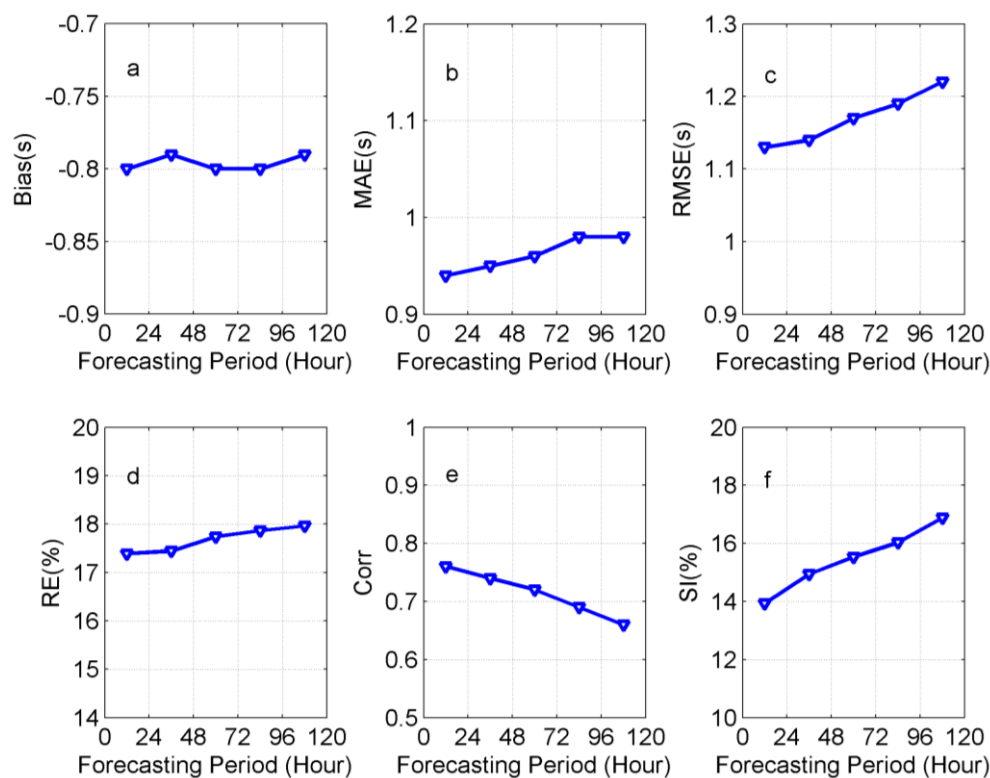 -0.7
-0.75
-0.8
-0.85
-0.9
Bias(s)
a
0 24 48 72 96 120
Forecasting Period (Hour)
1.2
1.1
1
0.9
MAE(s)
b
0 24 48 72 96 120
Forecasting Period (Hour)
1.3
1.2
1.1
1
0.9
RMSE(s)
c
0 24 48 72 96 120
Forecasting Period (Hour)
20
19
18
17
16
15
14
RE(%)
d
0 24 48 72 96 120
Forecasting Period (Hour)
1
0.9
0.8
0.7
0.6
0.5
Corr
e
0 24 48 72 96 120
Forecasting Period (Hour)
20
18
16
14
12
10
SI(%)
f
0 24 48 72 96 120
Forecasting Period (Hour)